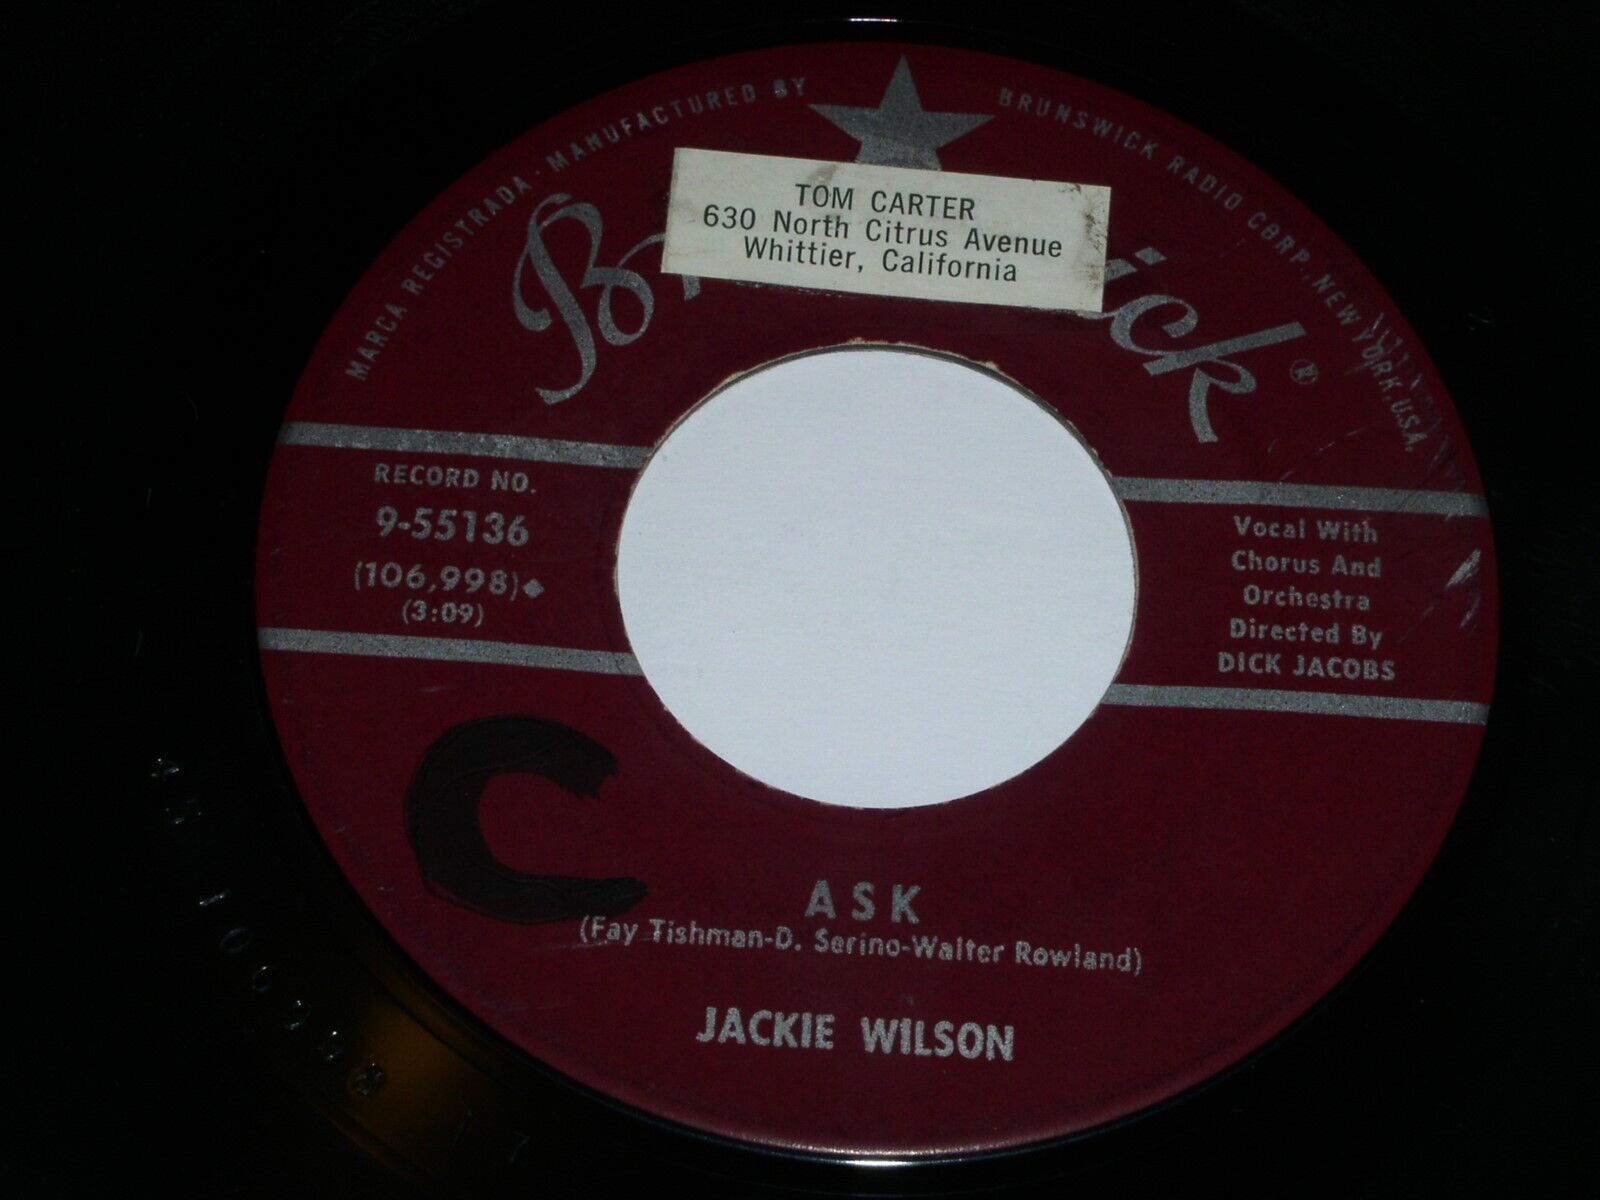 MARCA REGISTRADA · MANUFACTURED BY BRUNSWICK RADIO CORP., NEW YORK, U.S.A.
TOM CARTER
630 North Citrus Avenue
Whittier, California
®
RECORD NO.
9-55136
(106,998)◆
(3:09)
Vocal With
Chorus And
Orchestra
Directed By
DICK JACOBS
C
ASK
(Fay Tishman-D. Serino-Walter Rowland)
JACKIE WILSON